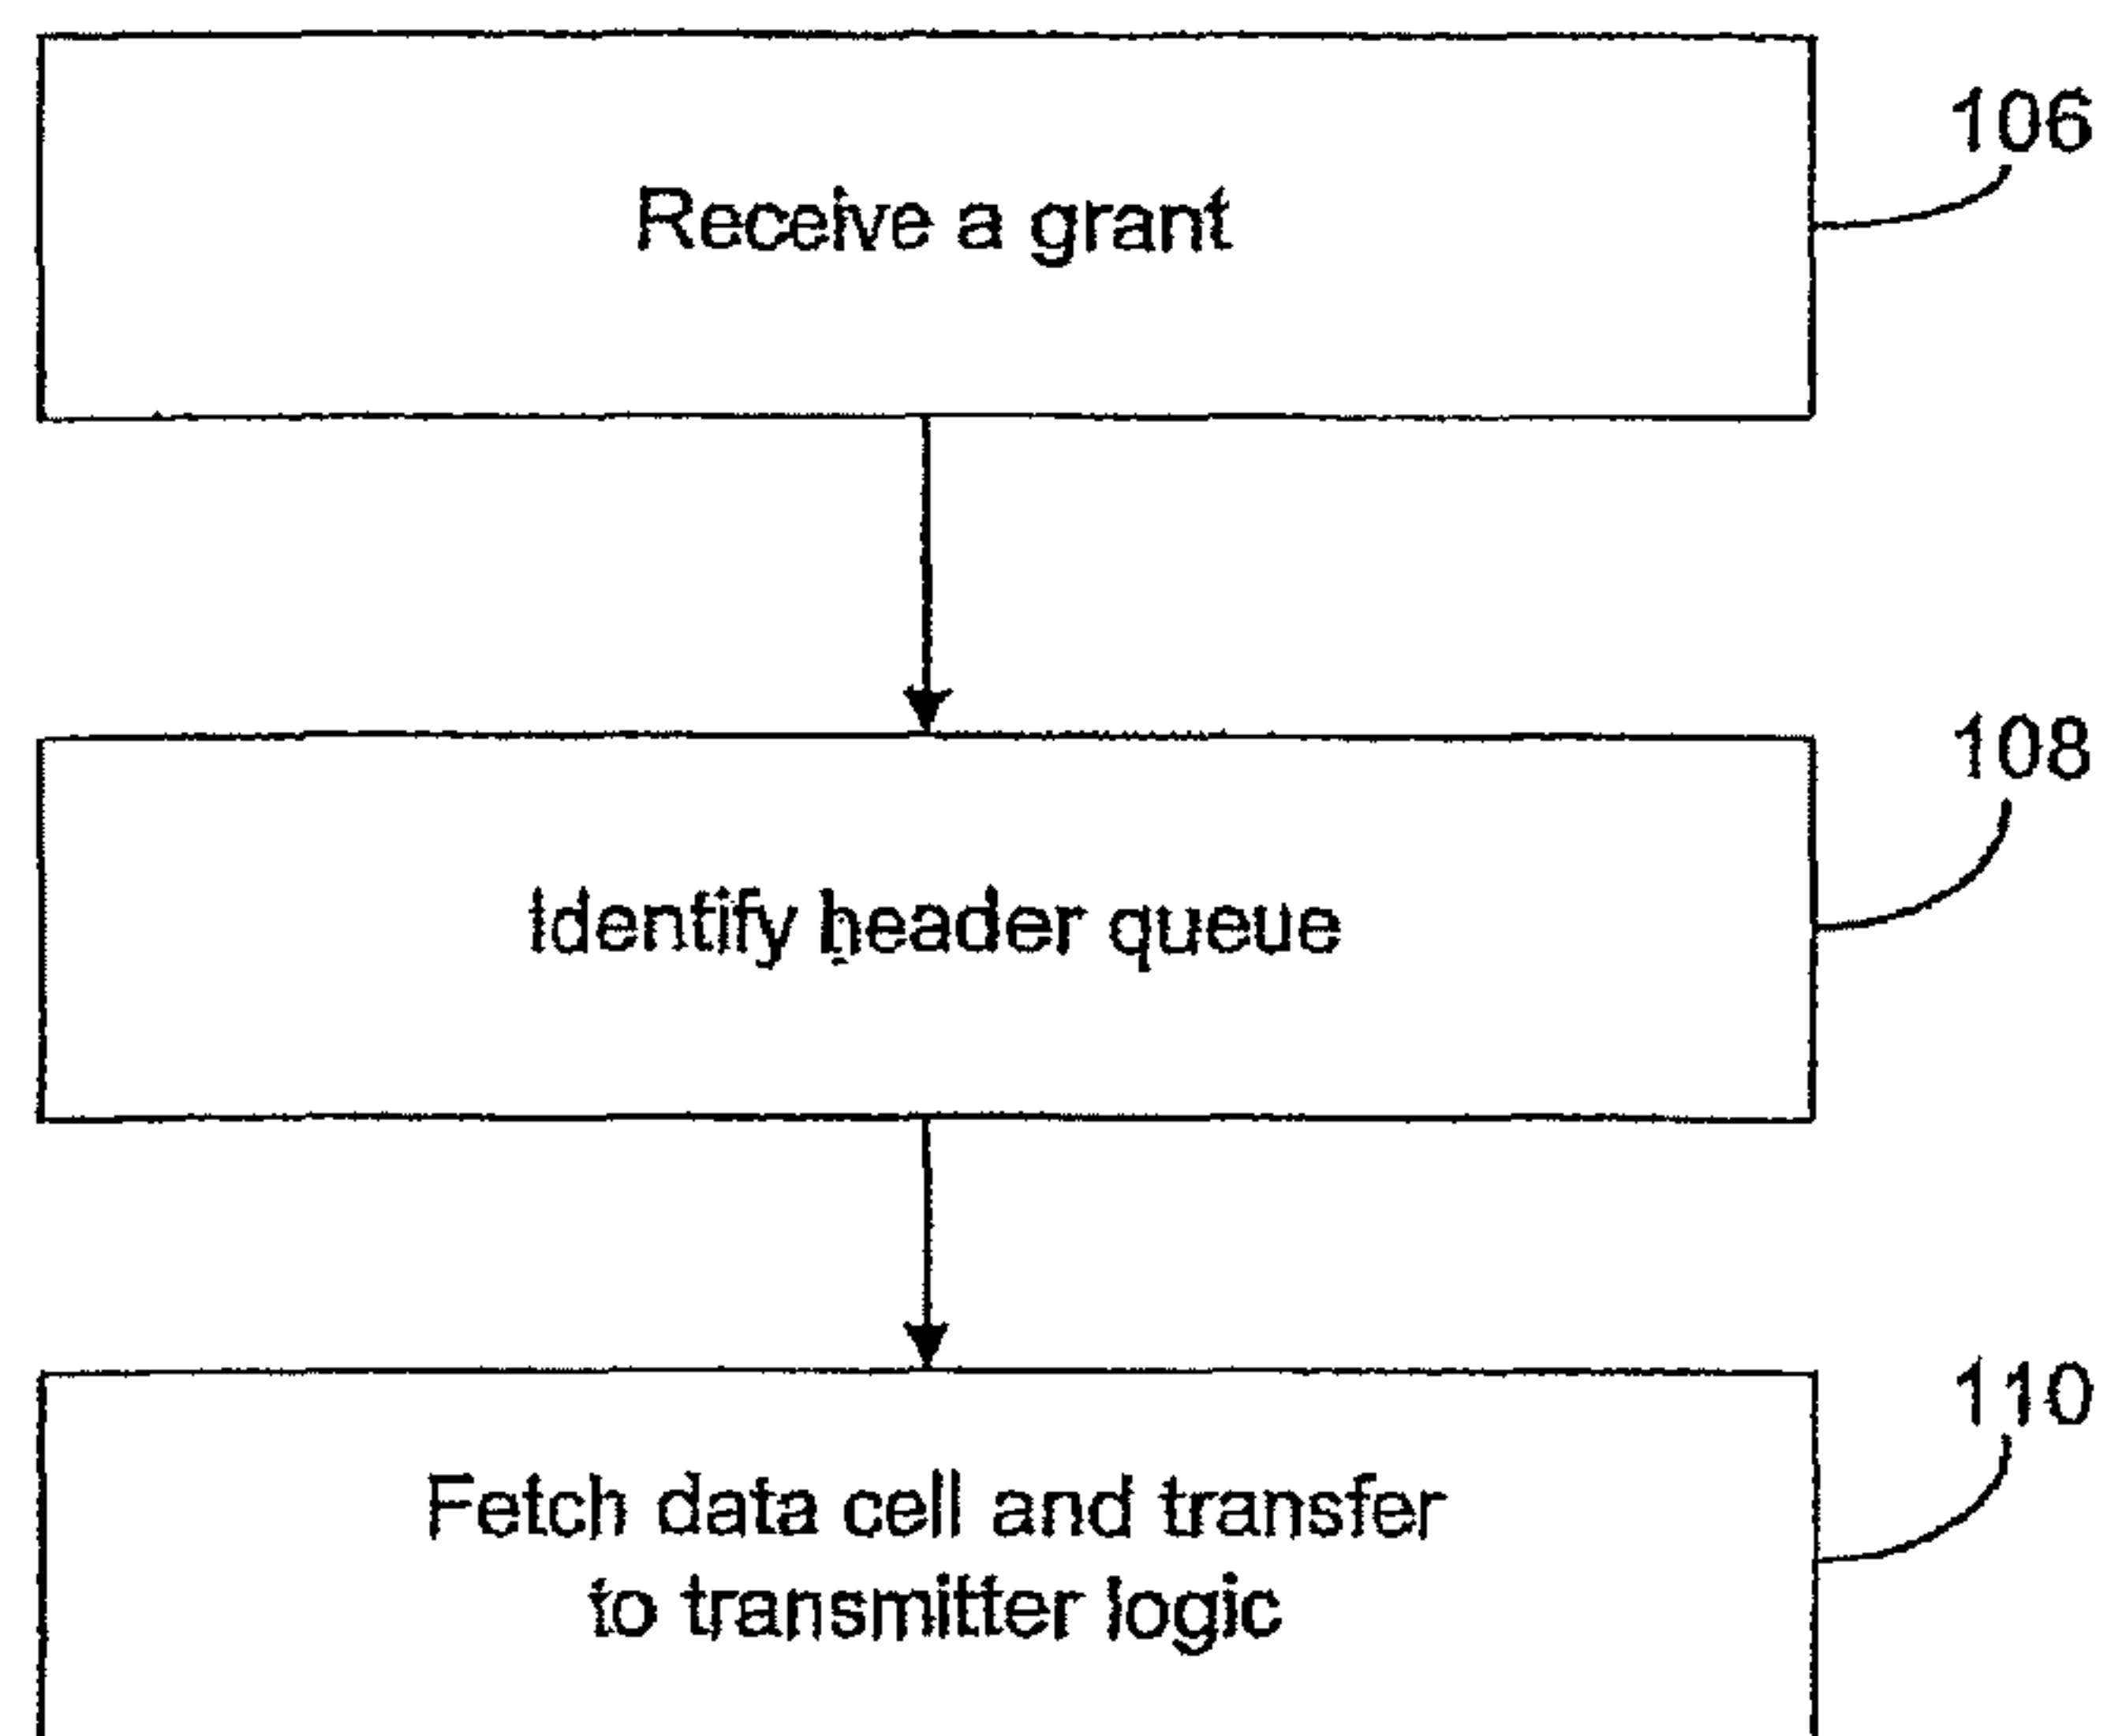 106
Receive a grant
108
Identify header queue
110
Fetch data cell and transfer
to transmitter logic